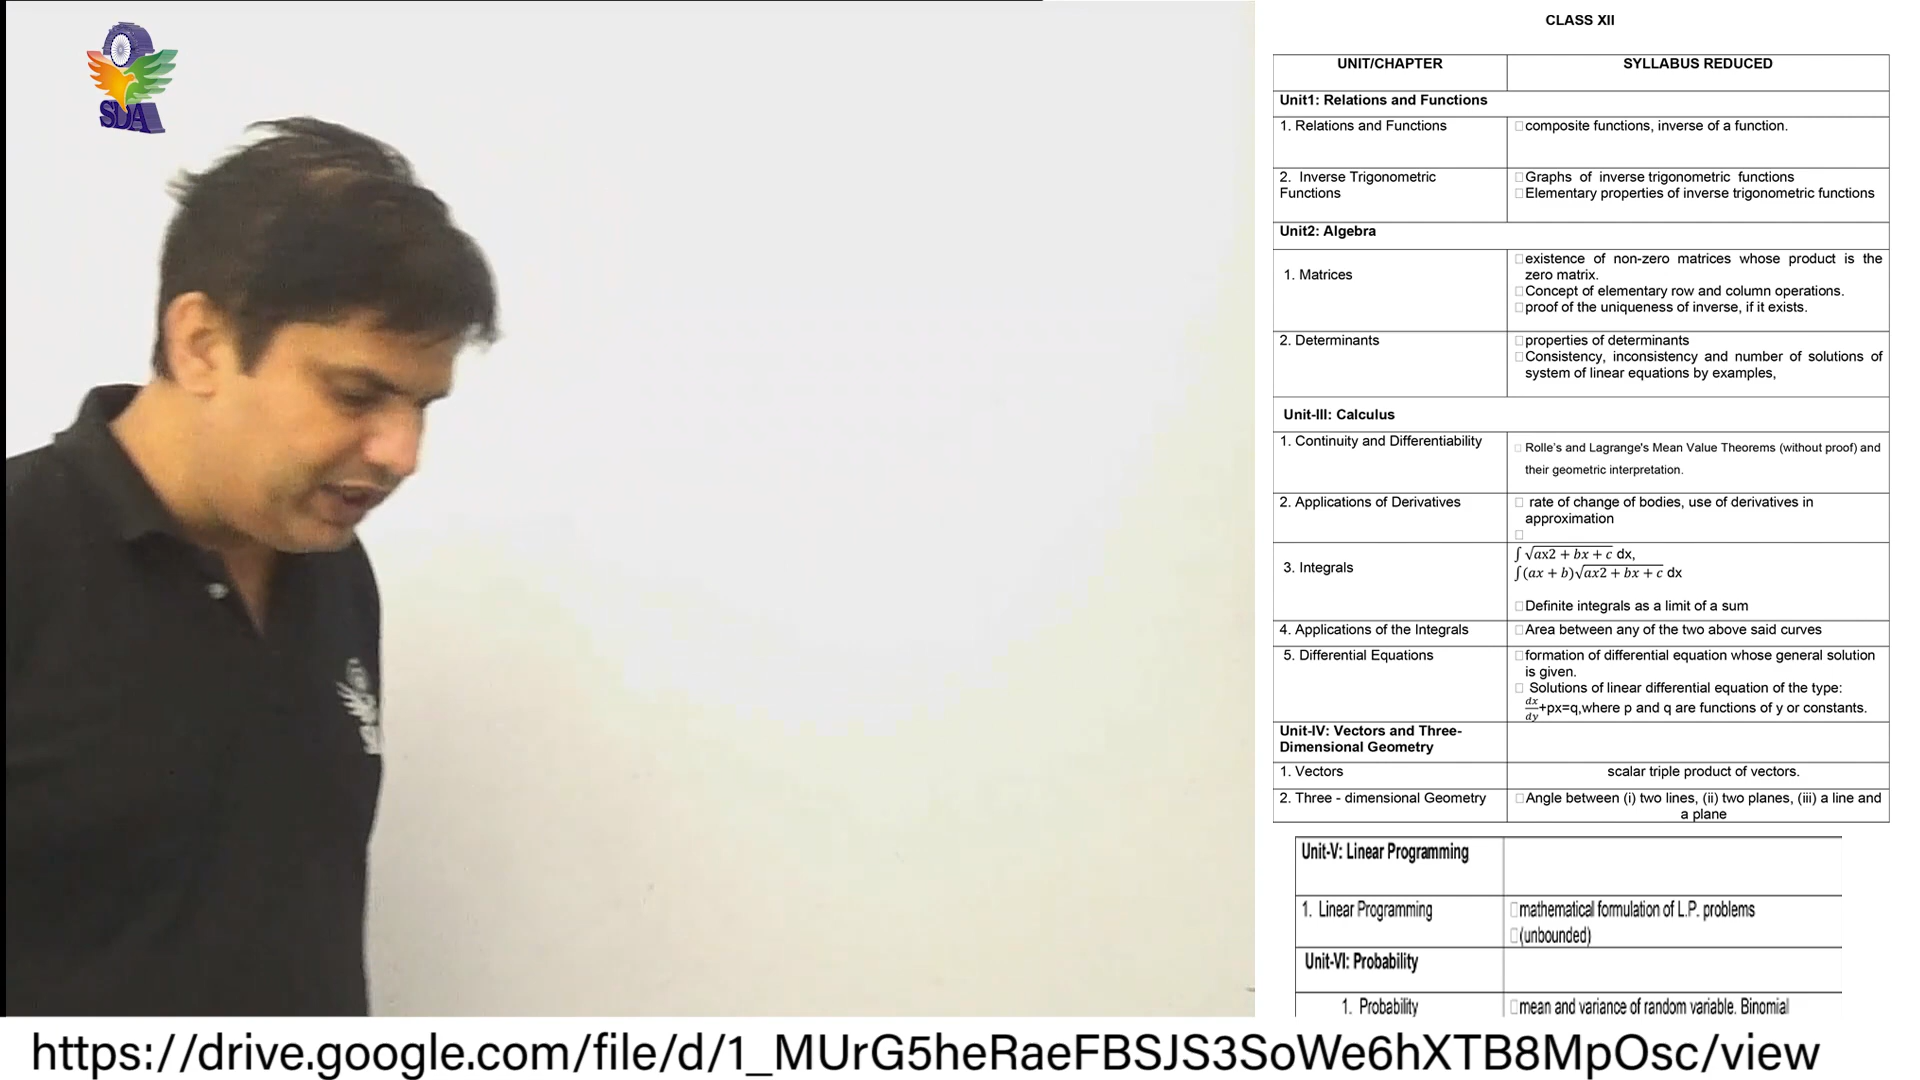 SDA
CLASS XII
UNIT/CHAPTER SYLLABUS REDUCED
Unit1: Relations and Functions
1. Relations and Functions □composite functions, inverse of a function.
2. Inverse Trigonometric □Graphs of inverse trigonometric functions
Functions □Elementary properties of inverse trigonometric functions
Unit2: Algebra
□existence of non-zero matrices whose product is the
1. Matrices zero matrix.
□Concept of elementary row and column operations.
□proof of the uniqueness of inverse, if it exists.
2. Determinants □properties of determinants
□Consistency, inconsistency and number of solutions of
system of linear equations by examples,
Unit-III: Calculus
1. Continuity and Differentiability □ Rolle's and Lagrange's Mean Value Theorems (without proof) and
their geometric interpretation.
2. Applications of Derivatives □ rate of change of bodies, use of derivatives in
approximation
□
∫√(ax2 + bx + c) dx,
3. Integrals ∫(ax + b)√(ax2 + bx + c) dx
□Definite integrals as a limit of a sum
4. Applications of the Integrals □Area between any of the two above said curves
5. Differential Equations □formation of differential equation whose general solution
is given.
□ Solutions of linear differential equation of the type:
dx/dy+px=q,where p and q are functions of y or constants.
Unit-IV: Vectors and Three-
Dimensional Geometry
1. Vectors scalar triple product of vectors.
2. Three - dimensional Geometry □Angle between (i) two lines, (ii) two planes, (iii) a line and
a plane
Unit-V: Linear Programming
1. Linear Programming □mathematical formulation of L.P. problems
□(unbounded)
Unit-VI: Probability
1. Probability □mean and variance of random variable. Binomial
https://drive.google.com/file/d/1_MUrG5heRaeFBSJS3SoWe6hXTB8MpOsc/view